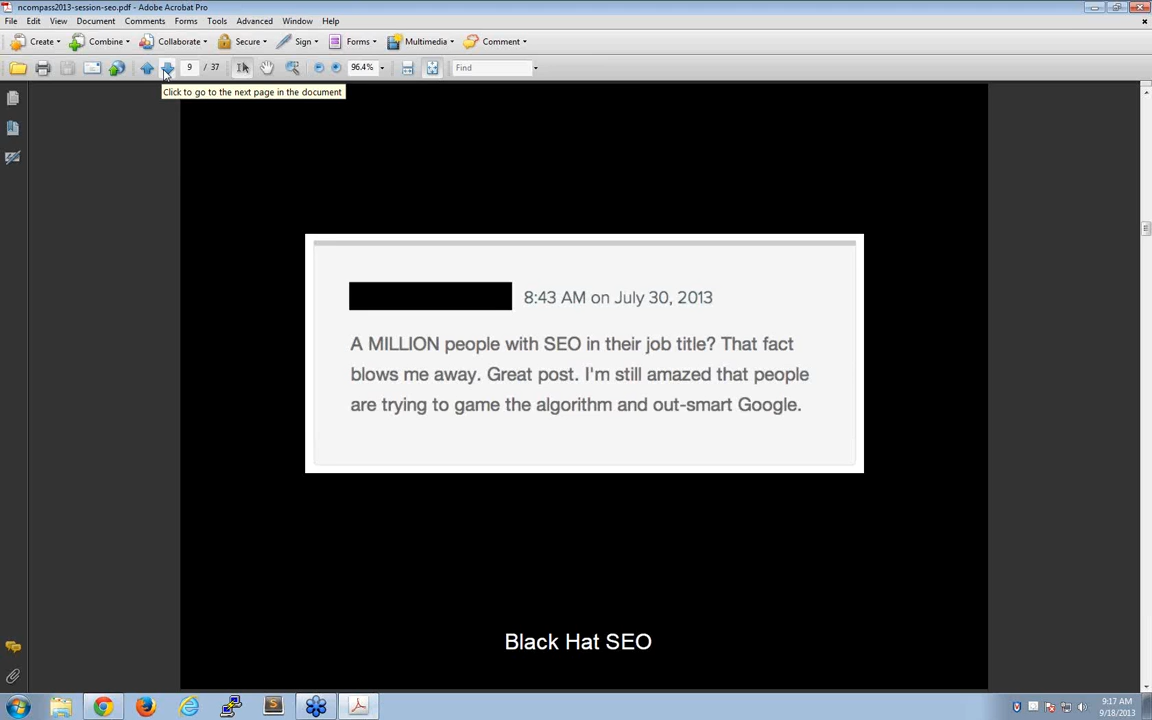 ncompass2013-session-seo.pdf - Adobe Acrobat Pro
File Edit View Document Comments Forms Tools Advanced Window Help
Create Combine Collaborate Secure Sign Forms Multimedia Comment
9 / 37 96.4% Find
Click to go to the next page in the document
8:43 AM on July 30, 2013
A MILLION people with SEO in their job title? That fact
blows me away. Great post. I'm still amazed that people
are trying to game the algorithm and out-smart Google.
Black Hat SEO
9:17 AM
9/18/2013